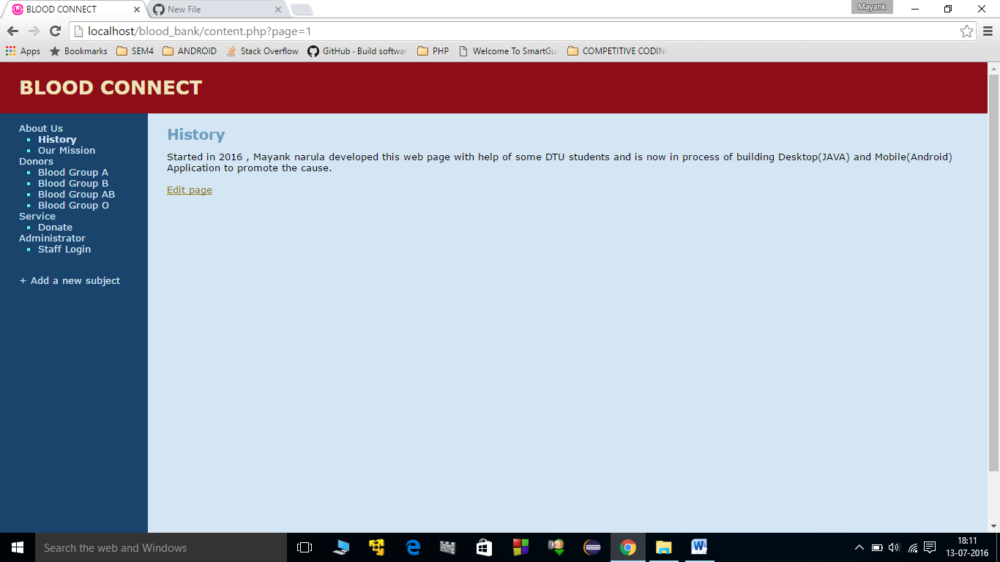 BLOOD CONNECT
New File
Mayank
localhost/blood_bank/content.php?page=1
Apps
Bookmarks
SEM4
ANDROID
Stack Overflow
GitHub · Build softwar
PHP
Welcome To SmartGu
COMPETITIVE CODING
BLOOD CONNECT
About Us
History
Our Mission
Donors
Blood Group A
Blood Group B
Blood Group AB
Blood Group O
Service
Donate
Administrator
Staff Login
+ Add a new subject
History
Started in 2016 , Mayank narula developed this web page with help of some DTU students and is now in process of building Desktop(JAVA) and Mobile(Android)
Application to promote the cause.
Edit page
Search the web and Windows
18:11
13-07-2016